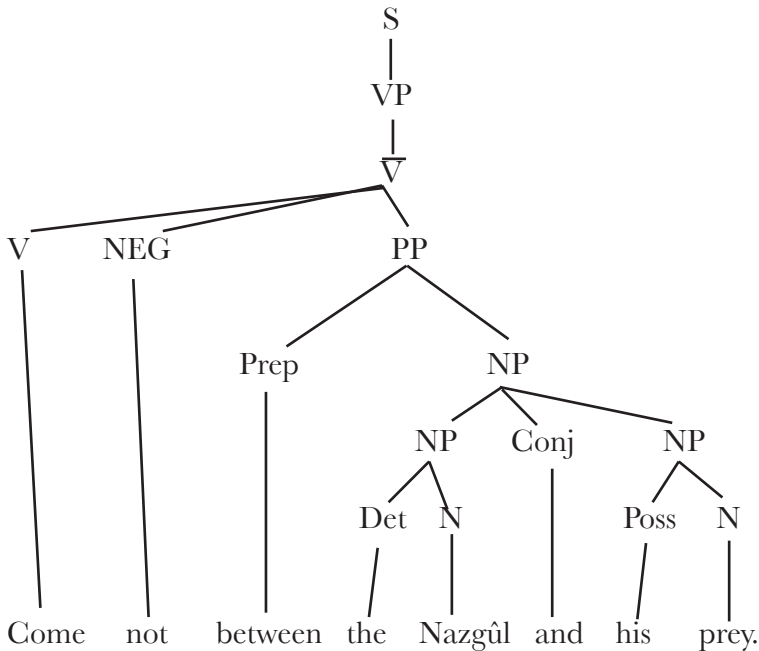 S
VP
V̅
V NEG PP
Prep NP
NP Conj NP
Det N Poss N
Come not between the Nazgûl and his prey.